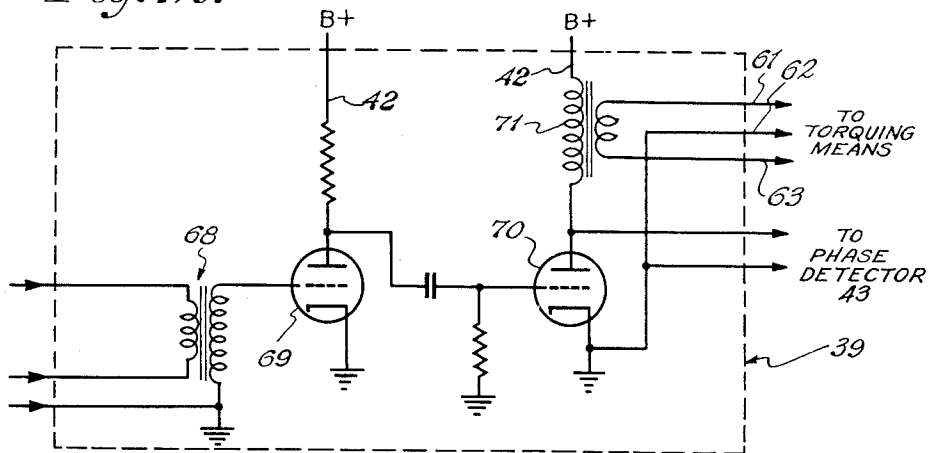 B+
B+
42
42
61
62
71
TO
TORQUING
MEANS
63
68
70
TO
PHASE
DETECTOR
43
69
39